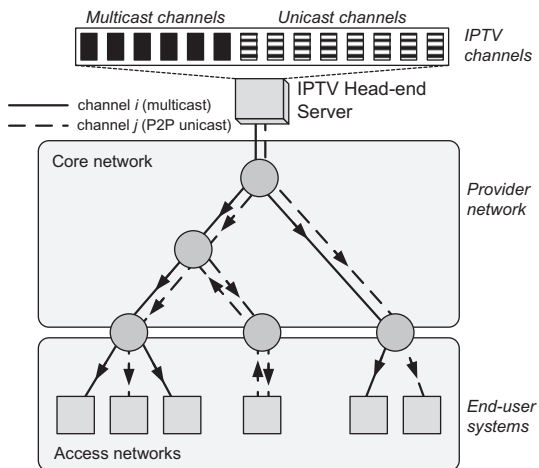 Multicast channels
Unicast channels
IPTV
channels
IPTV Head-end
Server
channel i (multicast)
channel j (P2P unicast)
Core network
Provider
network
End-user
systems
Access networks